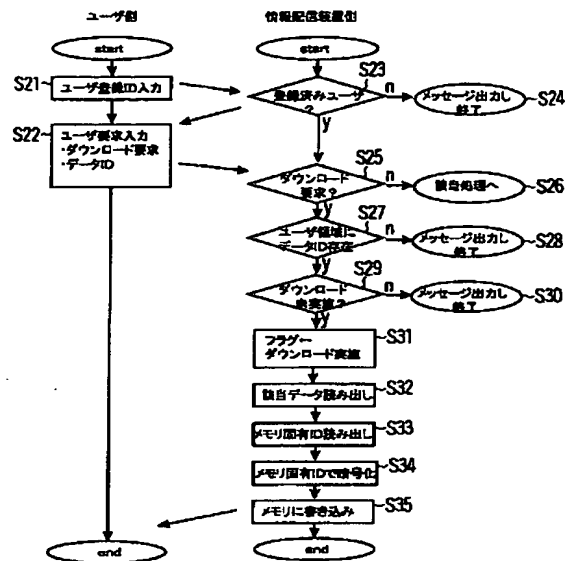 ユーザ側
情報配信装置側
start
start
S21
ユーザ登録ID入力
S23
登録済みユーザ
?
n
メッセージ出力し
終了
S24
y
S22
ユーザ要求入力
・ダウンロード要求
・データID
S25
ダウンロード
要求?
n
該当処理へ
S26
y
S27
ユーザ領域に
データID存在
n
メッセージ出力し
終了
S28
y
S29
ダウンロード
未実施?
n
メッセージ出力し
終了
S30
y
フラグ←
ダウンロード実施
S31
該当データ読み出し
S32
メモリ固有ID読み出し
S33
メモリ固有IDで暗号化
S34
メモリに書き込み
S35
end
end